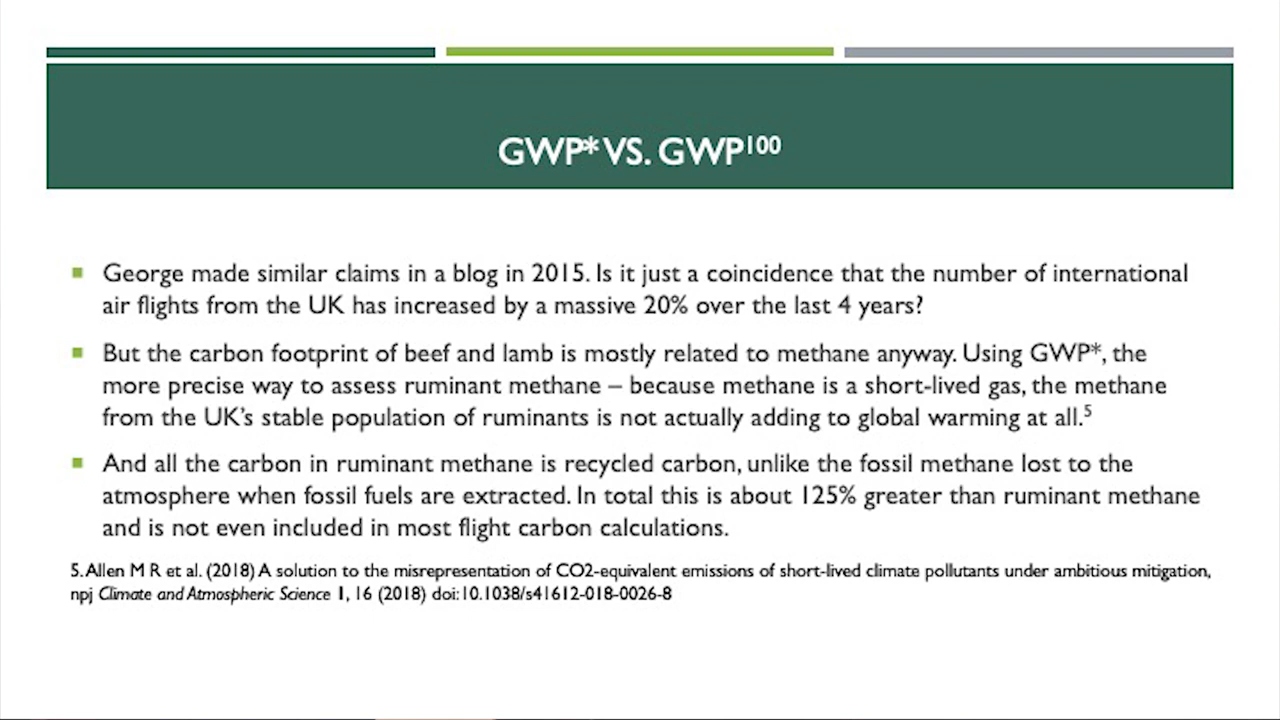 GWP* VS. GWP¹⁰⁰
George made similar claims in a blog in 2015. Is it just a coincidence that the number of international
air flights from the UK has increased by a massive 20% over the last 4 years?
But the carbon footprint of beef and lamb is mostly related to methane anyway. Using GWP*, the
more precise way to assess ruminant methane – because methane is a short-lived gas, the methane
from the UK’s stable population of ruminants is not actually adding to global warming at all.⁵
And all the carbon in ruminant methane is recycled carbon, unlike the fossil methane lost to the
atmosphere when fossil fuels are extracted. In total this is about 125% greater than ruminant methane
and is not even included in most flight carbon calculations.
5. Allen M R et al. (2018) A solution to the misrepresentation of CO2-equivalent emissions of short-lived climate pollutants under ambitious mitigation,
npj Climate and Atmospheric Science 1, 16 (2018) doi:10.1038/s41612-018-0026-8